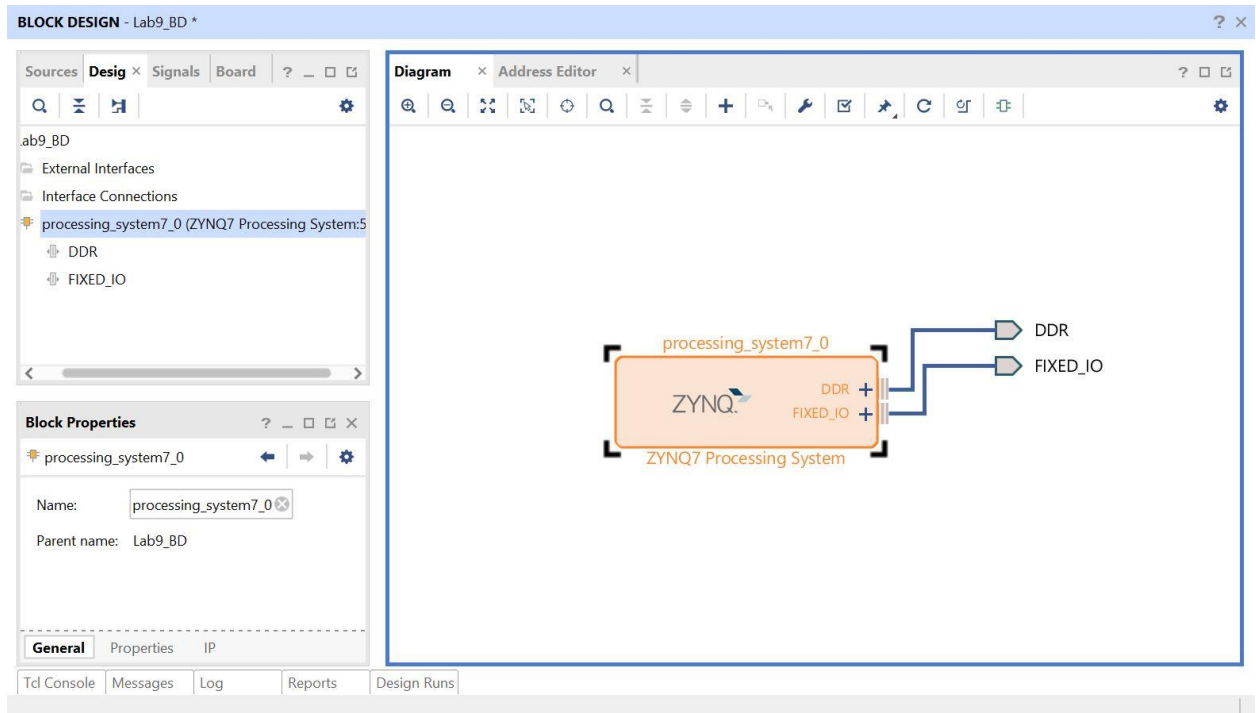 BLOCK DESIGN - Lab9_BD *
? ×
Sources Desig × Signals Board ?
Diagram × Address Editor × ?
ab9_BD
External Interfaces
Interface Connections
processing_system7_0 (ZYNQ7 Processing System:5
DDR
FIXED_IO
processing_system7_0
ZYNQ.
DDR
FIXED_IO
ZYNQ7 Processing System
DDR
FIXED_IO
Block Properties ?
processing_system7_0
Name: processing_system7_0
Parent name: Lab9_BD
General Properties IP
Tcl Console Messages Log Reports Design Runs